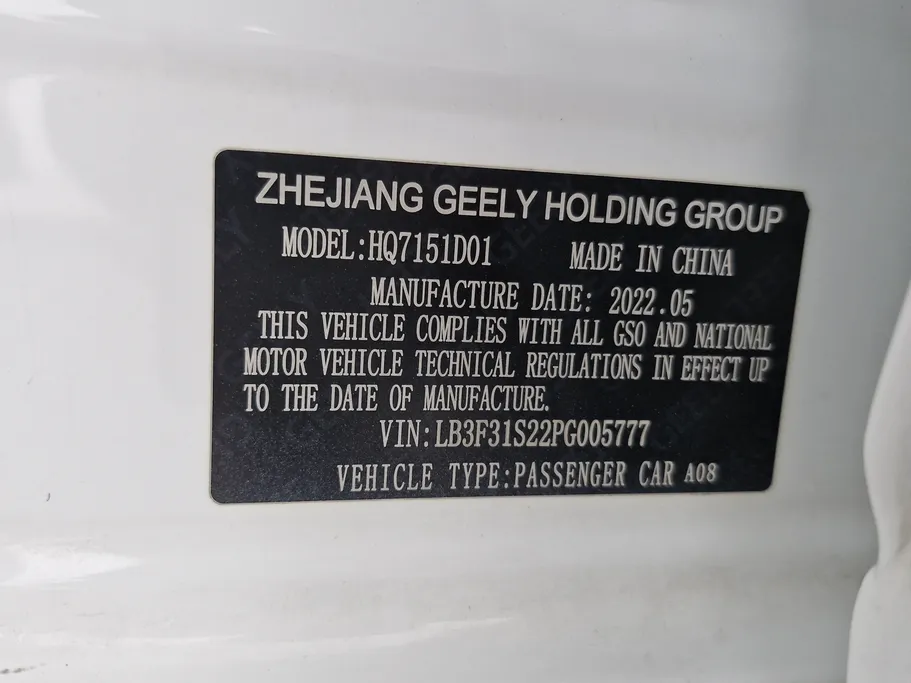 ZHEJIANG GEELY HOLDING GROUP
MODEL:HQ7151D01 MADE IN CHINA
MANUFACTURE DATE: 2022.05
THIS VEHICLE COMPLIES WITH ALL GSO AND NATIONAL
MOTOR VEHICLE TECHNICAL REGULATIONS IN EFFECT UP
TO THE DATE OF MANUFACTURE.
VIN:LB3F31S22PG005777
VEHICLE TYPE:PASSENGER CAR A08